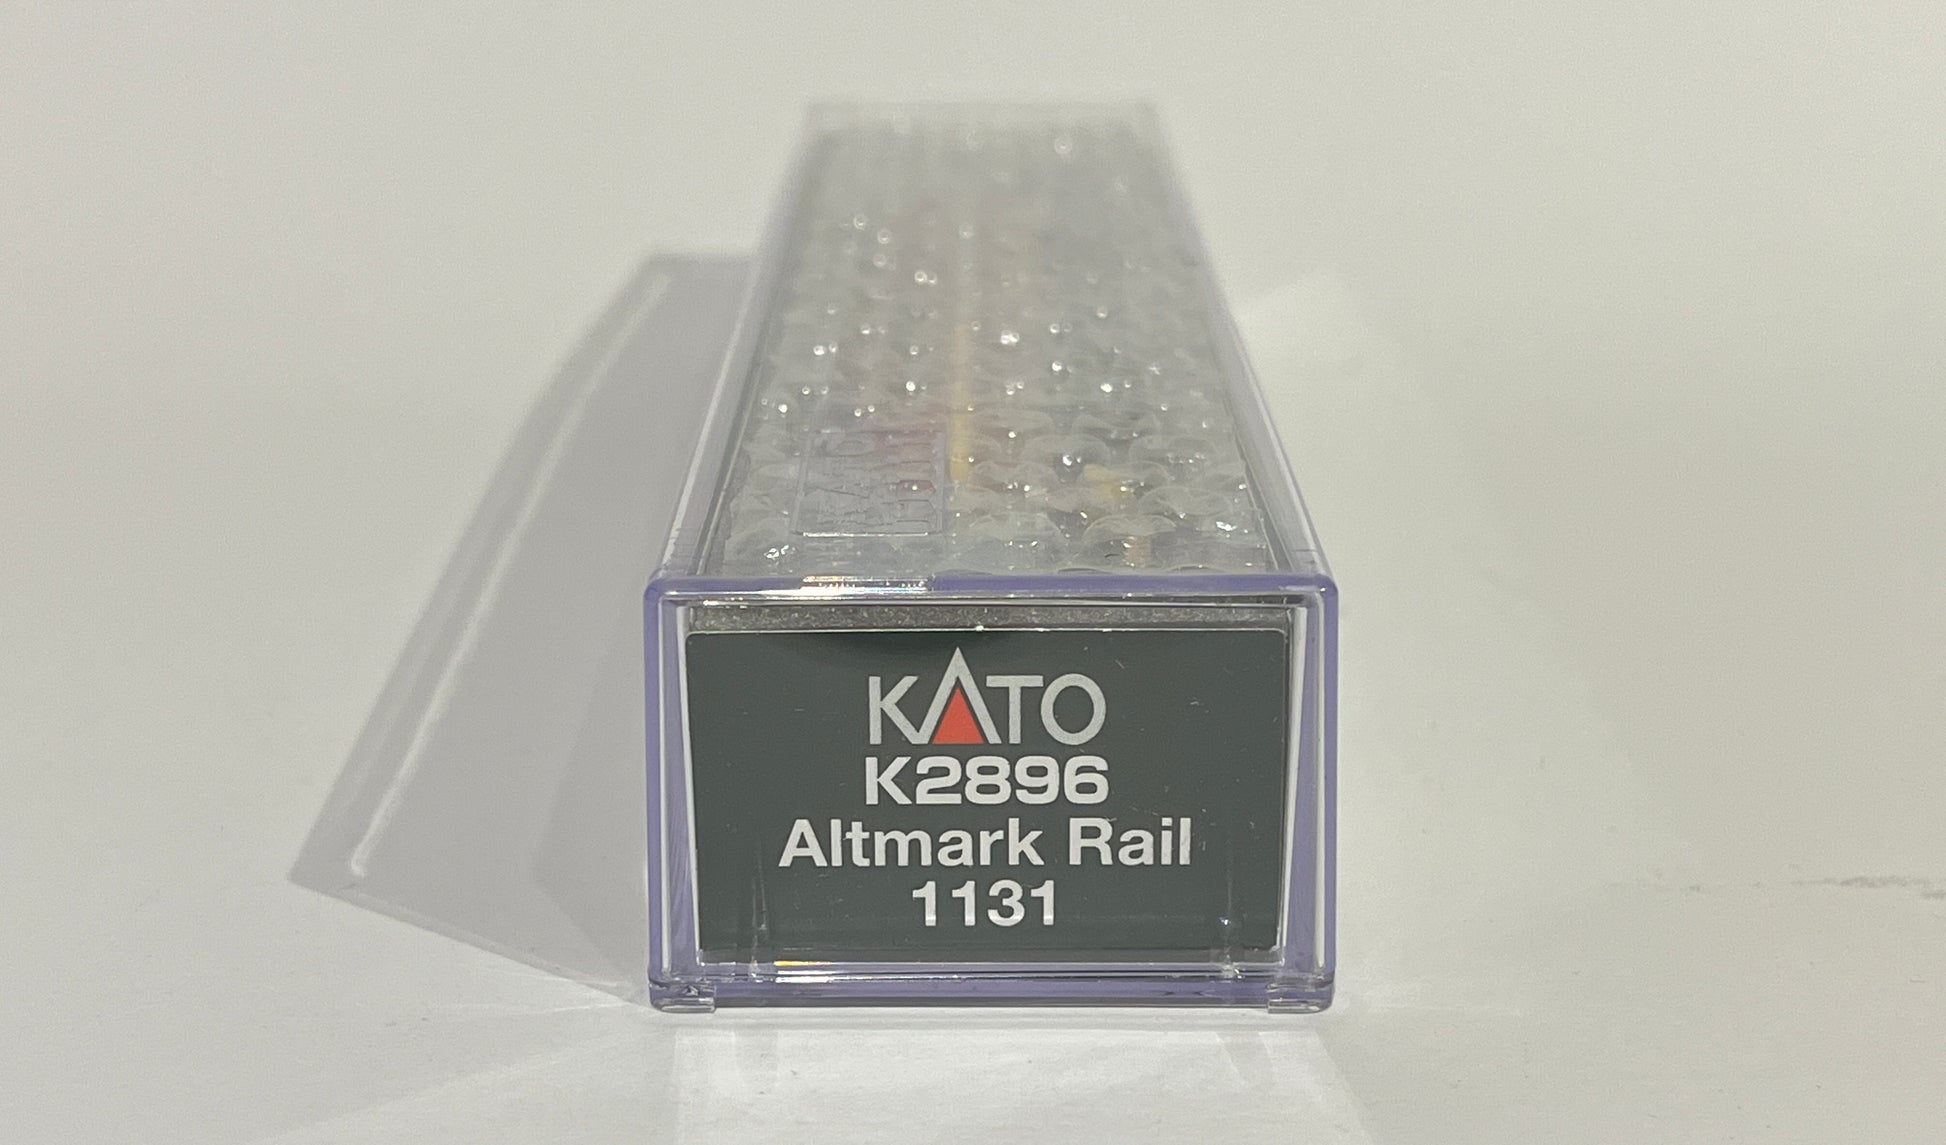 KATO
K2896
Altmark Rail
1131